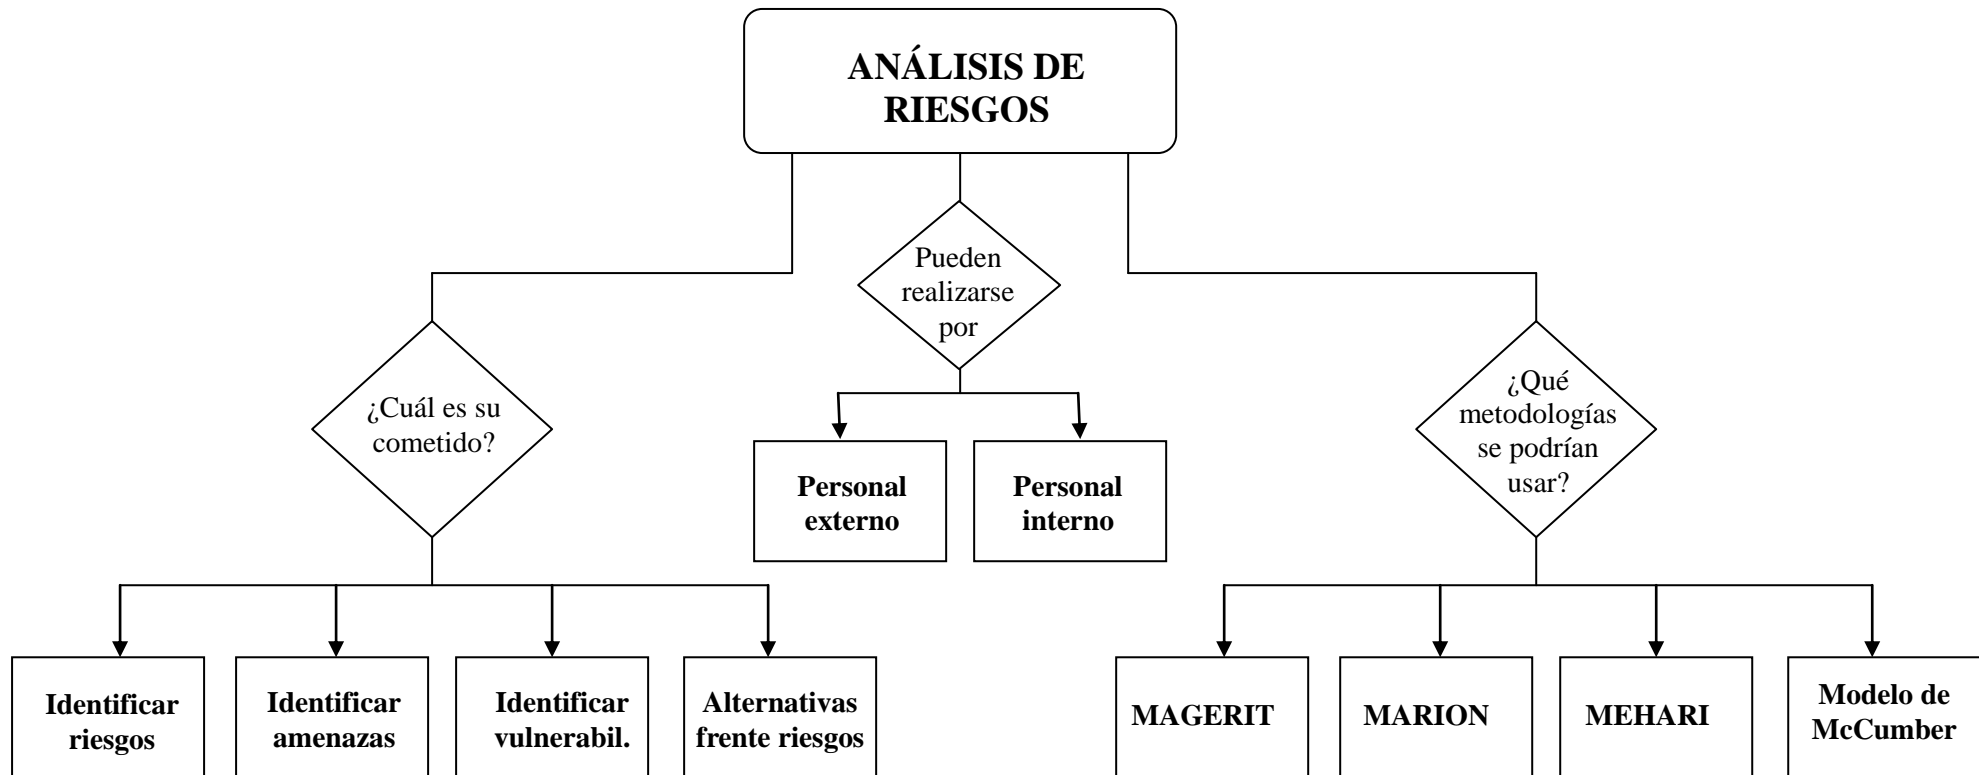 ANÁLISIS DE
RIESGOS
Pueden
realizarse
por
¿Cuál es su
cometido?
¿Qué
metodologías
se podrían
usar?
Personal
externo
Personal
interno
Identificar
riesgos
Identificar
amenazas
Identificar
vulnerabil.
Alternativas
frente riesgos
MAGERIT
MARION
MEHARI
Modelo de
McCumber